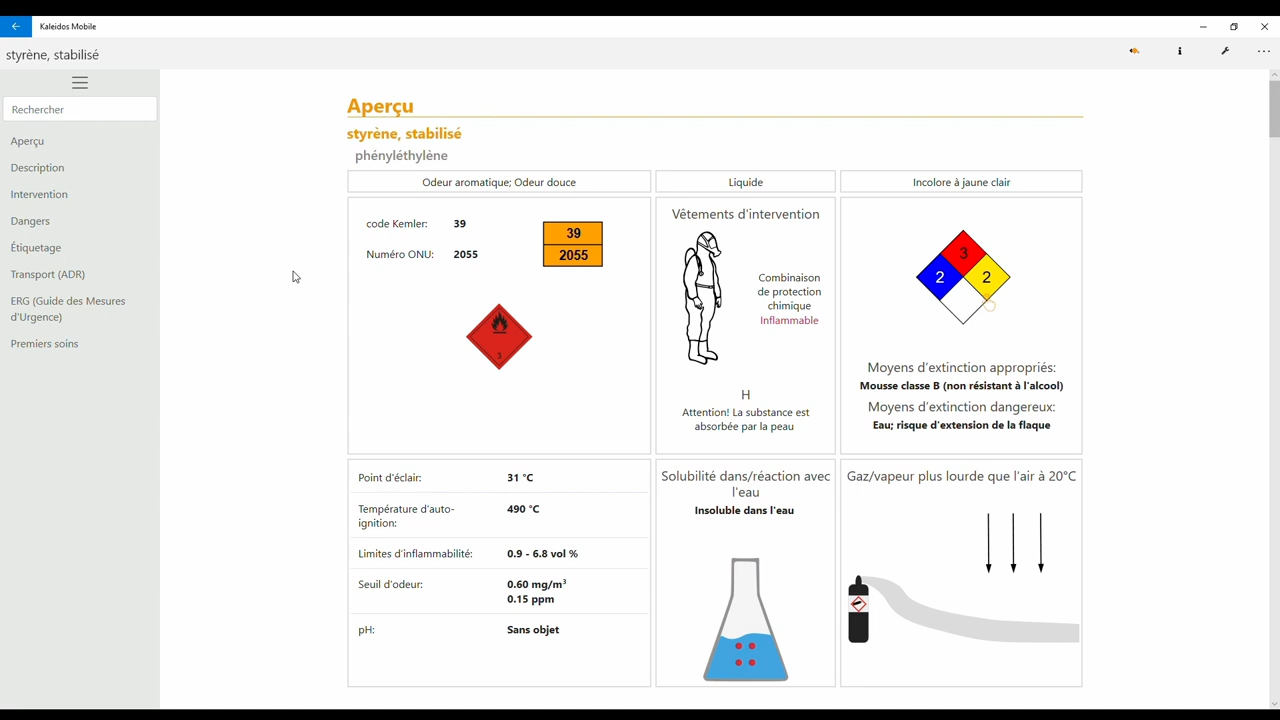 Kaleidos Mobile
styrène, stabilisé
Rechercher
Aperçu
Description
Intervention
Dangers
Étiquetage
Transport (ADR)
ERG (Guide des Mesures
d'Urgence)
Premiers soins
Aperçu
styrène, stabilisé
phényléthylène
Odeur aromatique; Odeur douce
Liquide
Incolore à jaune clair
code Kemler: 39
Numéro ONU: 2055
39
2055
3
Vêtements d'intervention
Combinaison
de protection
chimique
Inflammable
H
Attention! La substance est
absorbée par la peau
3
2
2
Moyens d'extinction appropriés:
Mousse classe B (non résistant à l'alcool)
Moyens d'extinction dangereux:
Eau; risque d'extension de la flaque
Point d'éclair: 31 °C
Température d'auto-
ignition: 490 °C
Limites d'inflammabilité: 0.9 - 6.8 vol %
Seuil d'odeur: 0.60 mg/m³
0.15 ppm
pH: Sans objet
Solubilité dans/réaction avec
l'eau
Insoluble dans l'eau
Gaz/vapeur plus lourde que l'air à 20°C